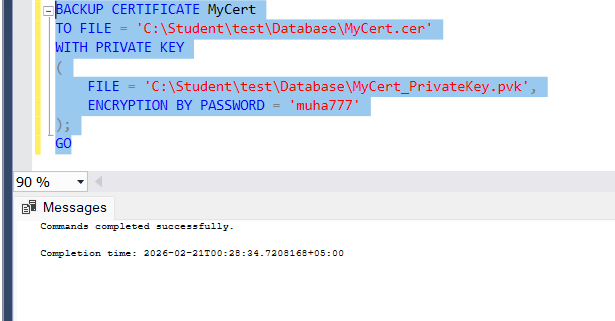 BACKUP CERTIFICATE MyCert
TO FILE = 'C:\Student\test\Database\MyCert.cer'
WITH PRIVATE KEY
(
    FILE = 'C:\Student\test\Database\MyCert_PrivateKey.pvk',
    ENCRYPTION BY PASSWORD = 'muha777'
);
GO
90 %
Messages
Commands completed successfully.
Completion time: 2026-02-21T00:28:34.7208168+05:00